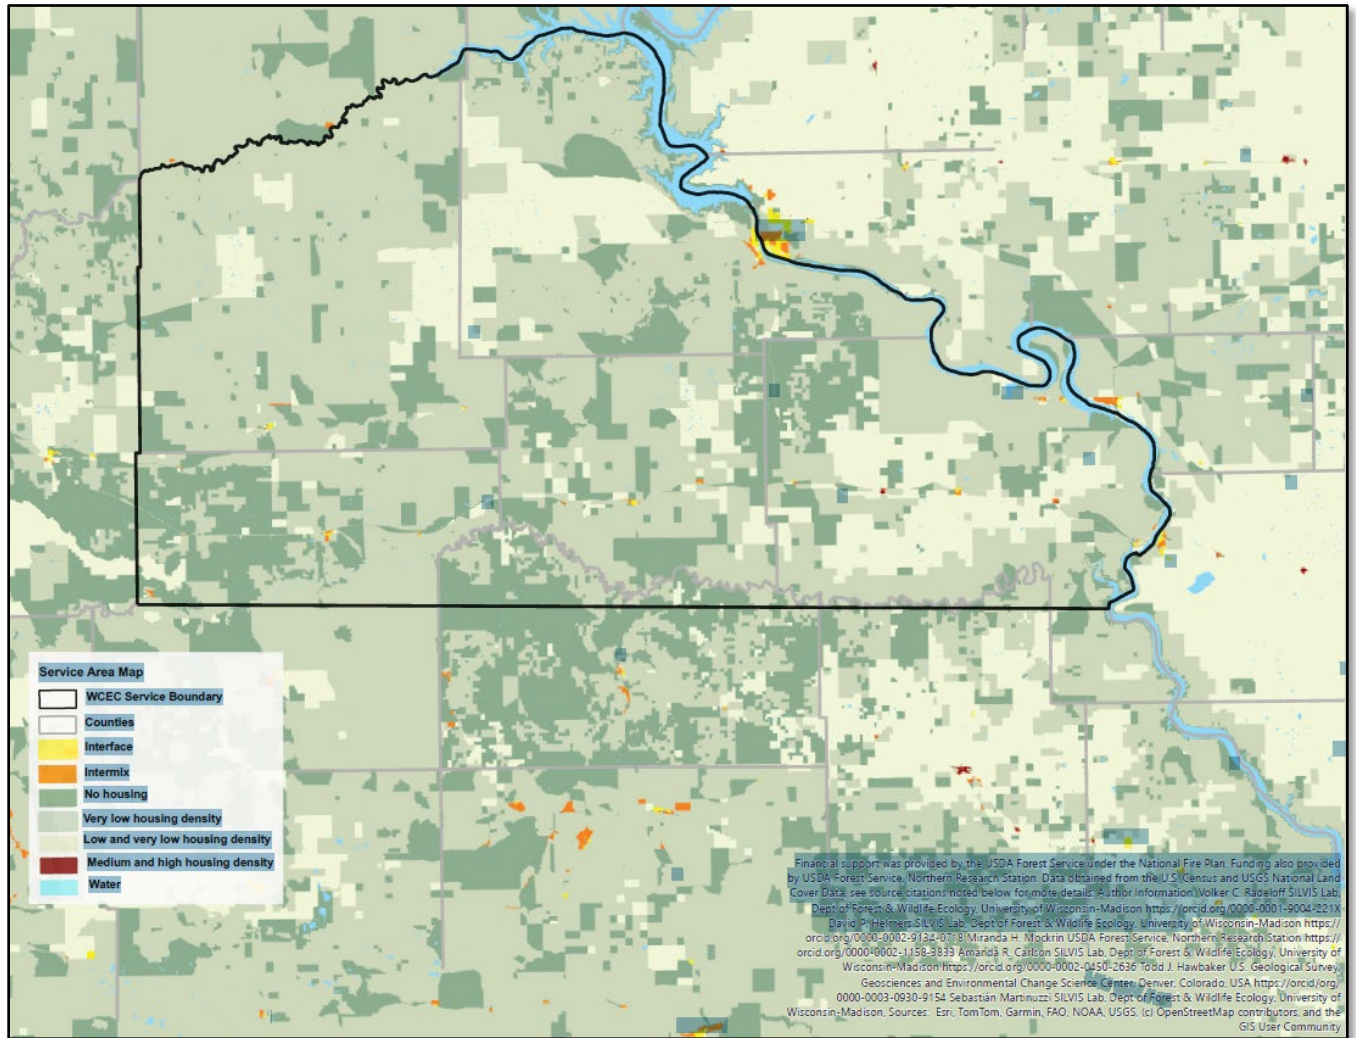 Service Area Map
WCEC Service Boundary
Counties
Interface
Intermix
No housing
Very low housing density
Low and very low housing density
Medium and high housing density
Water
Financial support was provided by the USDA Forest Service under the National Fire Plan. Funding also provided
by USDA Forest Service, Northern Research Station. Data obtained from the U.S. Census and USGS National Land
Cover Data, see source citations noted below for more details. Author Information: Volker C. Radeloff SILVIS Lab,
Dept of Forest & Wildlife Ecology, University of Wisconsin-Madison https://orcid.org/0000-0001-9004-221X
David P. Helmers SILVIS Lab, Dept of Forest & Wildlife Ecology, University of Wisconsin-Madison https://
orcid.org/0000-0002-9134-0718 Miranda H. Mockrin USDA Forest Service, Northern Research Station https://
orcid.org/0000-0002-1158-3833 Amanda R. Carlson SILVIS Lab, Dept of Forest & Wildlife Ecology, University of
Wisconsin-Madison https://orcid.org/0000-0002-0450-2636 Todd J. Hawbaker U.S. Geological Survey,
Geosciences and Environmental Change Science Center, Denver, Colorado, USA https://orcid/org/
0000-0003-0930-9154 Sebastián Martinuzzi SILVIS Lab, Dept of Forest & Wildlife Ecology, University of
Wisconsin-Madison, Sources: Esri, TomTom, Garmin, FAO, NOAA, USGS, (c) OpenStreetMap contributors, and the
GIS User Community